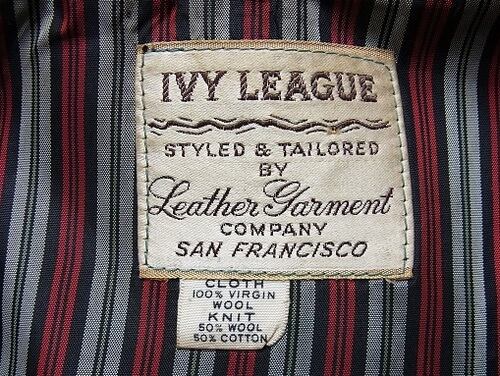 IVY LEAGUE
STYLED & TAILORED
BY
Leather Garment
COMPANY
SAN FRANCISCO
CLOTH
100% VIRGIN
WOOL
KNIT
50% WOOL
50% COTTON